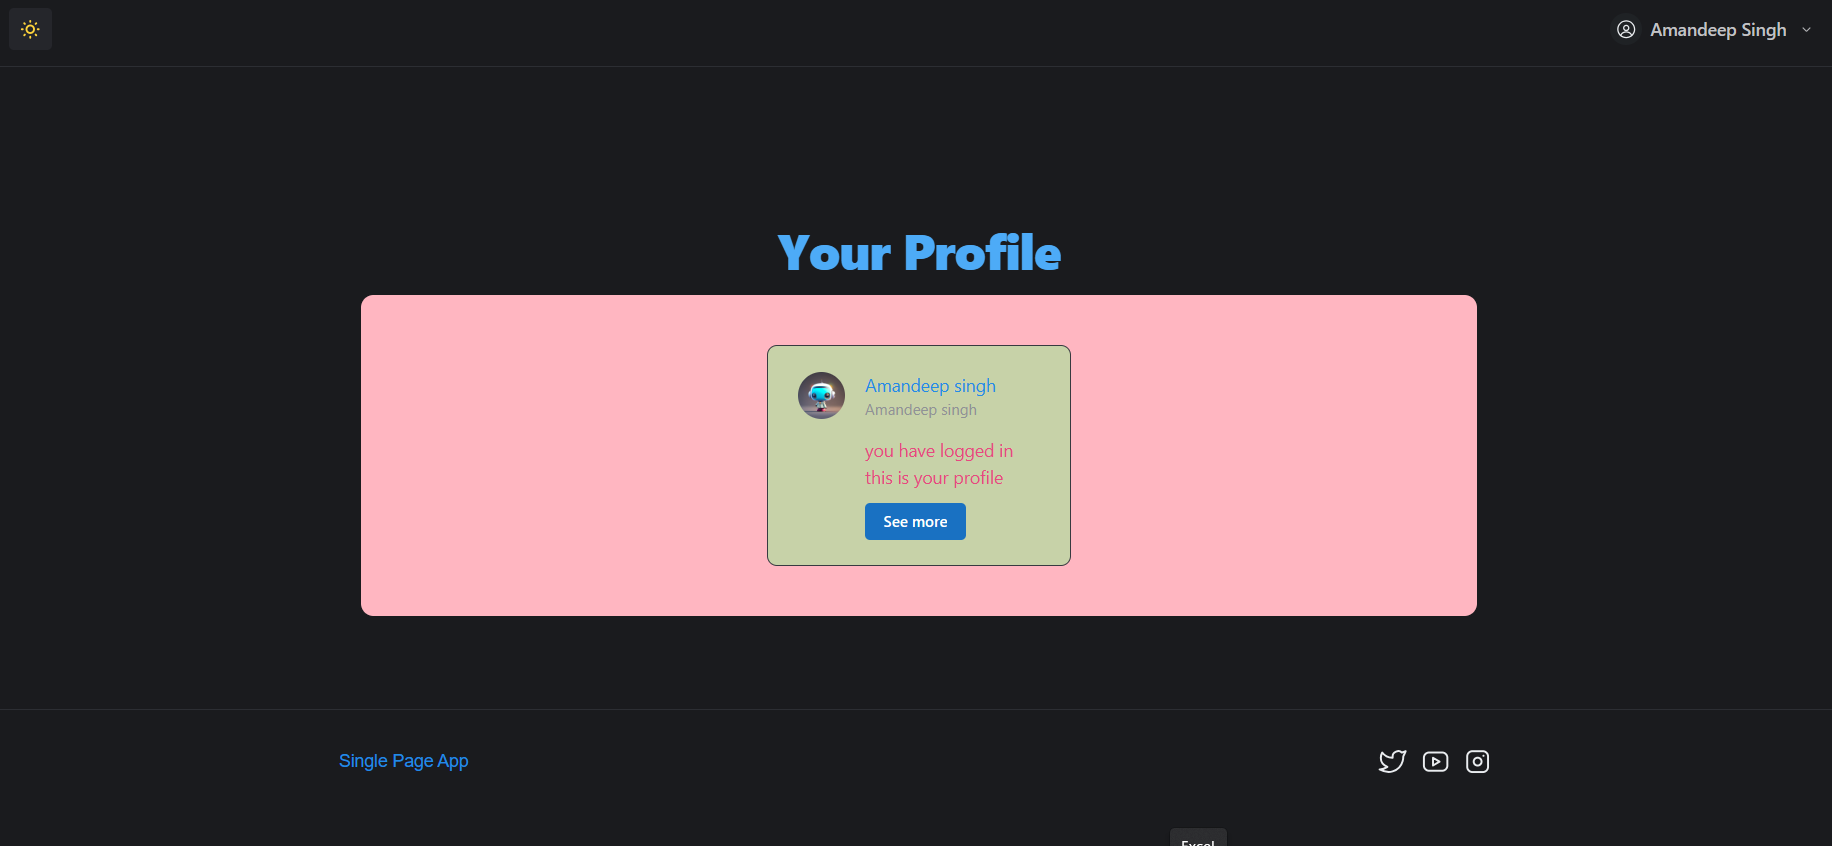 Amandeep Singh
Your Profile
Amandeep singh
Amandeep singh
you have logged in
this is your profile
See more
Single Page App
Excel